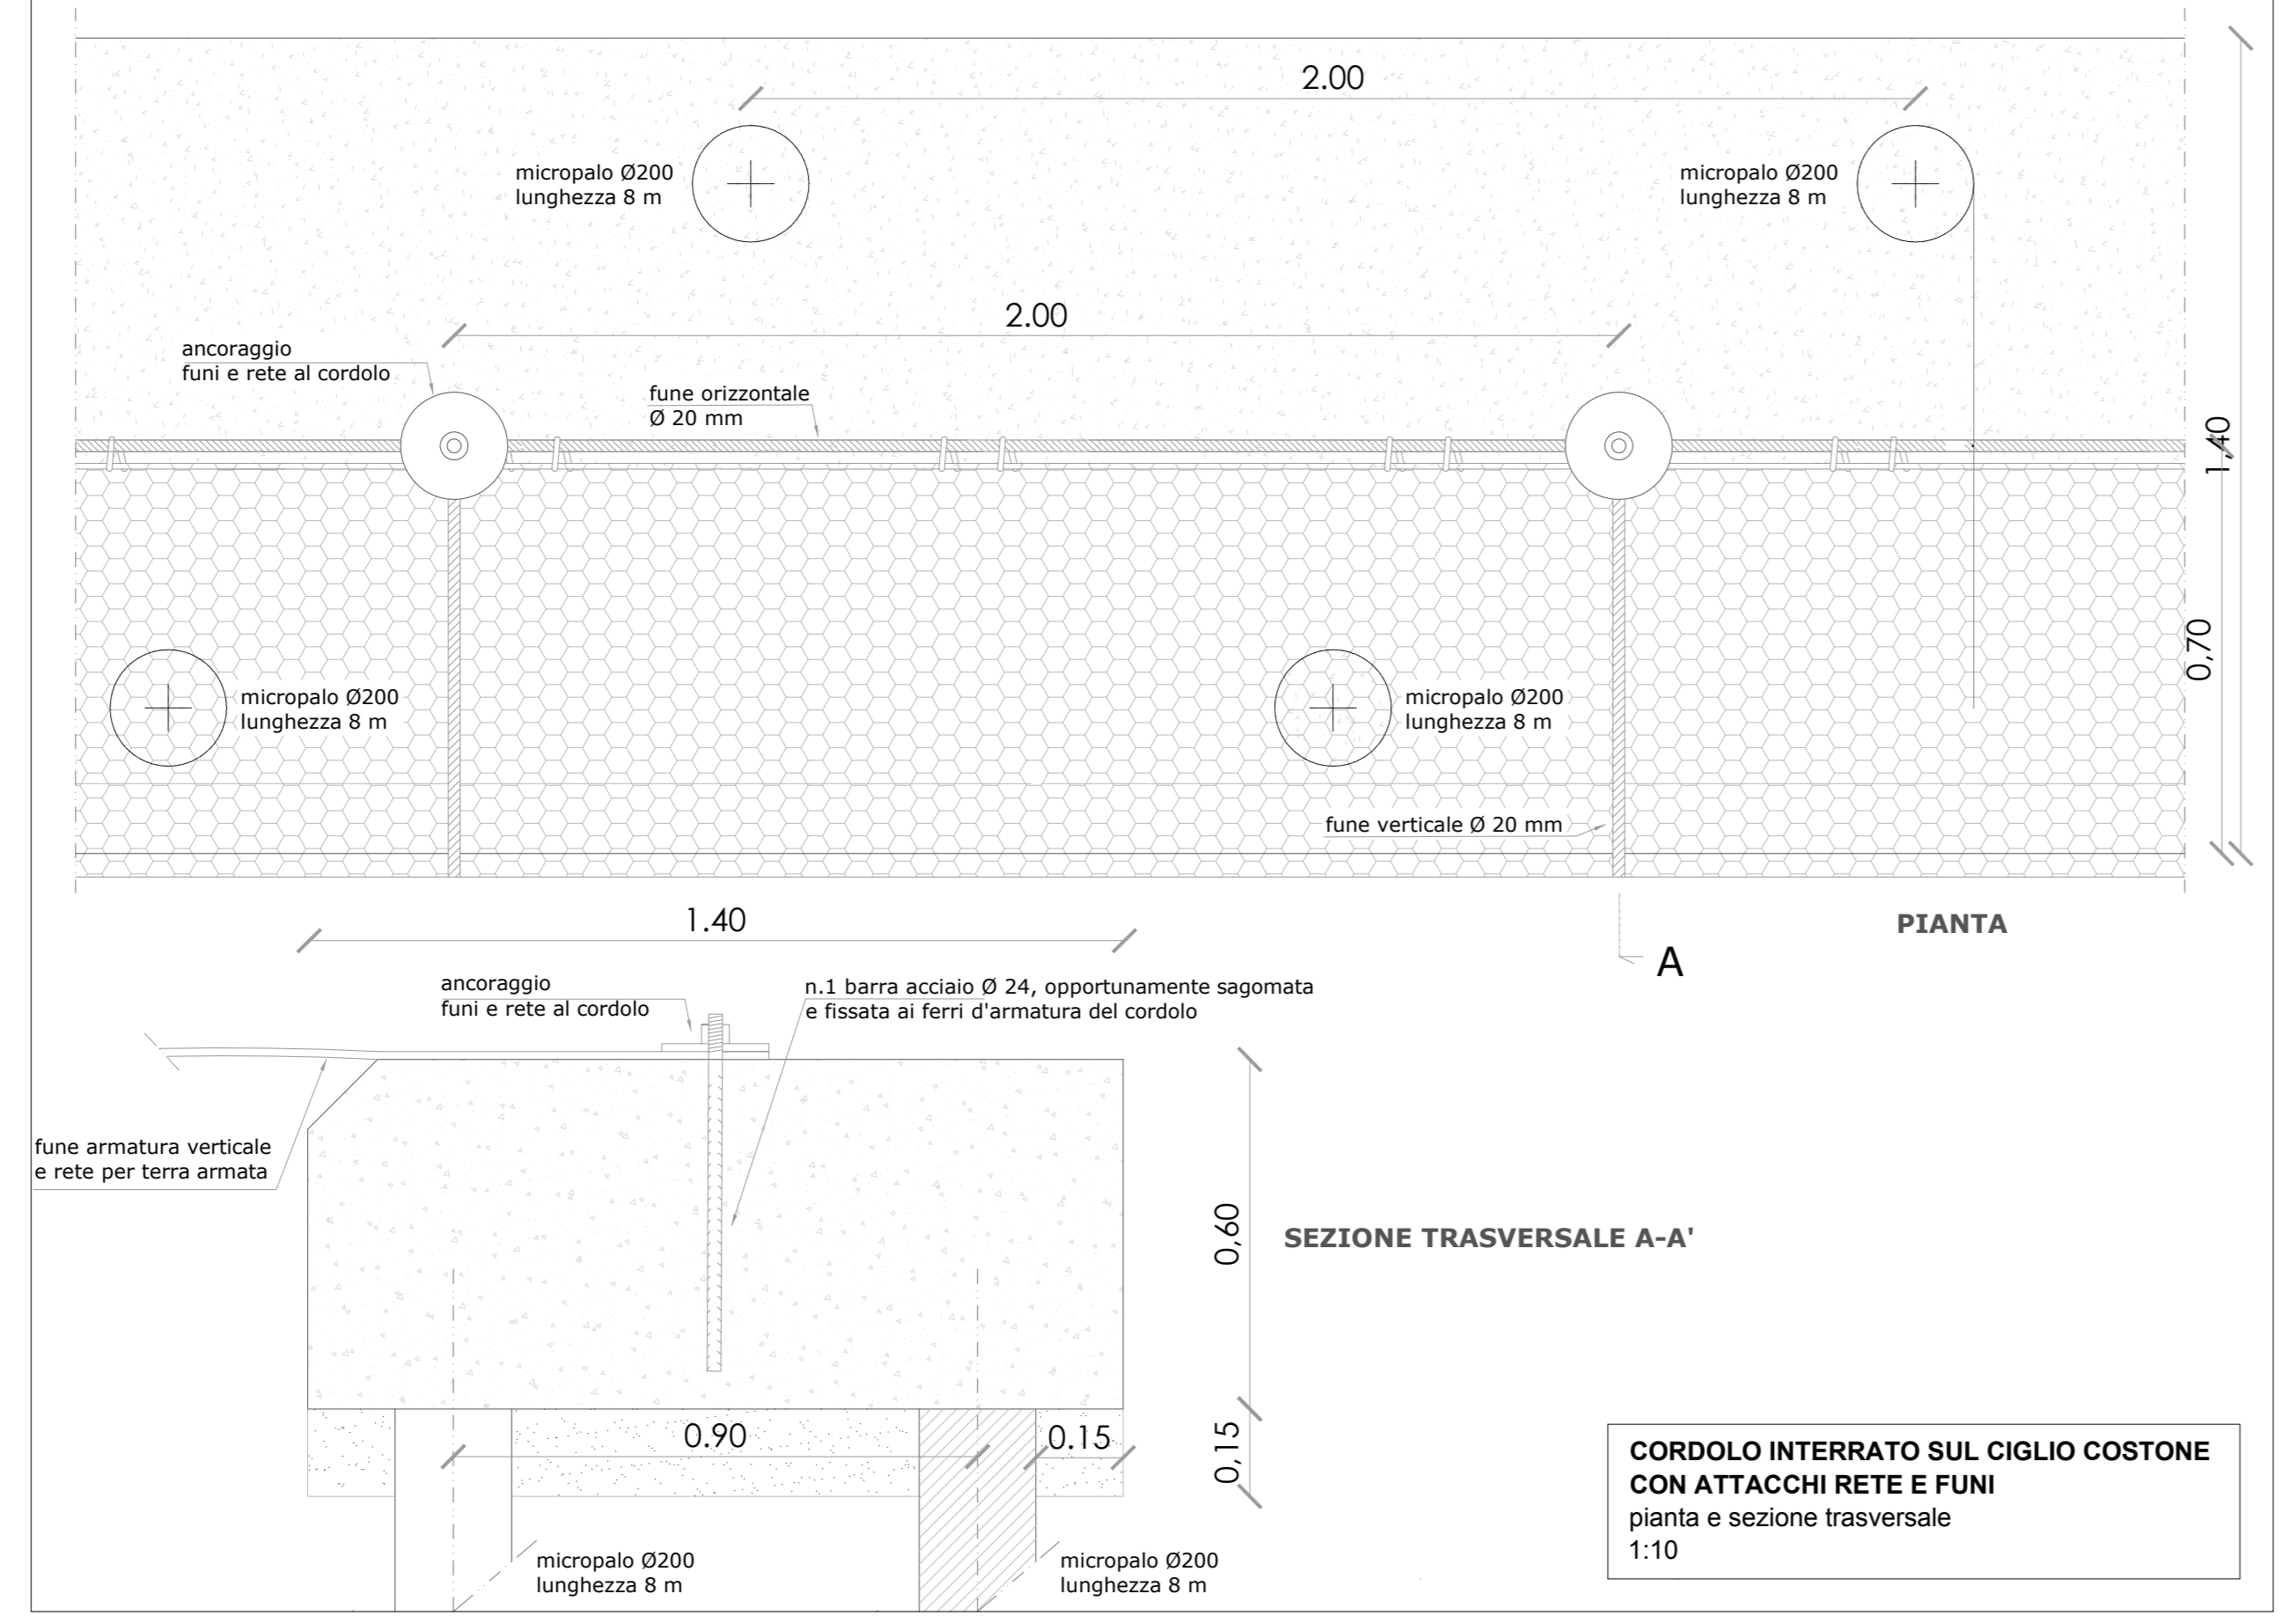 2.00
micropalo Ø200
lunghezza 8 m
micropalo Ø200
lunghezza 8 m
2.00
ancoraggio
funi e rete al cordolo
fune orizzontale
Ø 20 mm
1,40
0,70
micropalo Ø200
lunghezza 8 m
micropalo Ø200
lunghezza 8 m
fune verticale Ø 20 mm
PIANTA
A
1.40
ancoraggio
funi e rete al cordolo
n.1 barra acciaio Ø 24, opportunamente sagomata
e fissata ai ferri d'armatura del cordolo
fune armatura verticale
e rete per terra armata
0,60
SEZIONE TRASVERSALE A-A'
0.90
0.15
0,15
micropalo Ø200
lunghezza 8 m
micropalo Ø200
lunghezza 8 m
CORDOLO INTERRATO SUL CIGLIO COSTONE
CON ATTACCHI RETE E FUNI
pianta e sezione trasversale
1:10